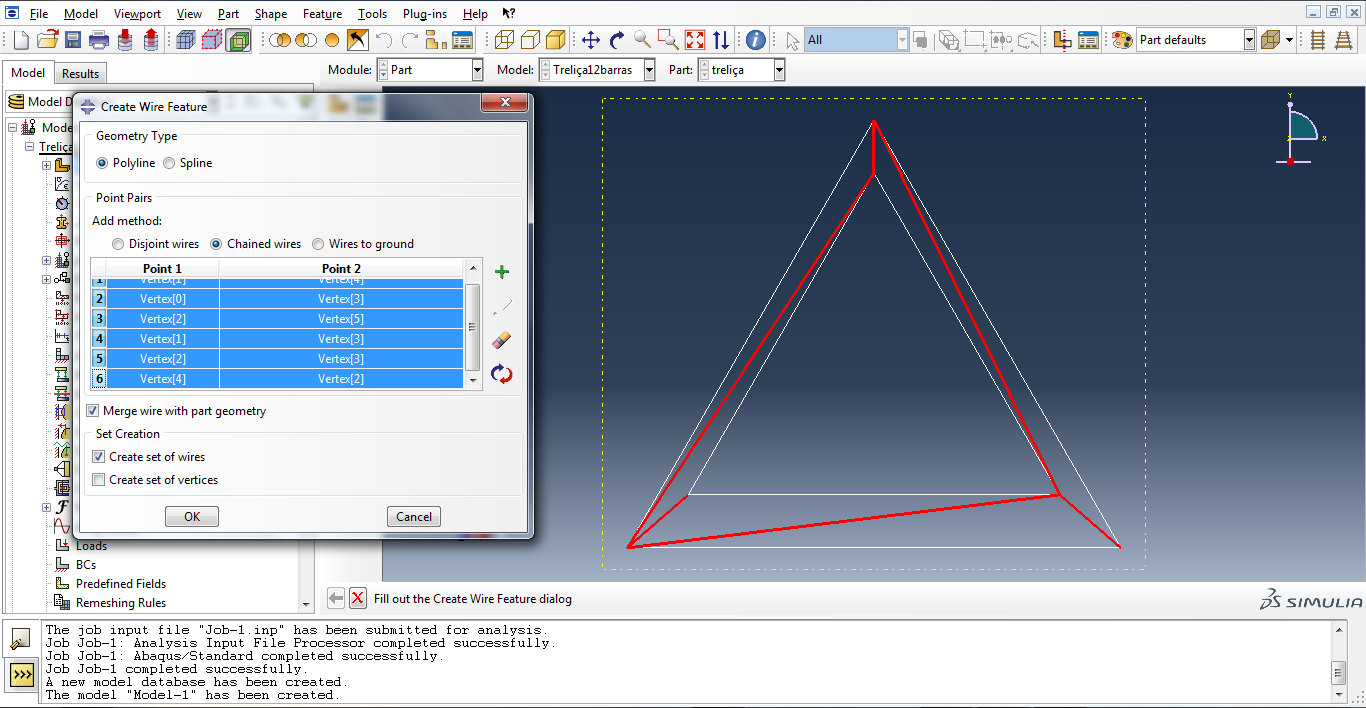 File Model Viewport View Part Shape Feature Tools Plug-ins Help
All
Part defaults
Model Results
Module: Part Model: Treliça12barras Part: treliça
Model
Create Wire Feature
Geometry Type
Polyline Spline
Point Pairs
Add method:
Disjoint wires Chained wires Wires to ground
Point 1 Point 2
1 Vertex[1] Vertex[4]
2 Vertex[0] Vertex[3]
3 Vertex[2] Vertex[5]
4 Vertex[1] Vertex[3]
5 Vertex[2] Vertex[3]
6 Vertex[4] Vertex[2]
Merge wire with part geometry
Set Creation
Create set of wires
Create set of vertices
OK Cancel
Loads
BCs
Predefined Fields
Remeshing Rules
Y
X
Fill out the Create Wire Feature dialog
SIMULIA
The job input file "Job-1.inp" has been submitted for analysis.
Job Job-1: Analysis Input File Processor completed successfully.
Job Job-1: Abaqus/Standard completed successfully.
Job Job-1 completed successfully.
A new model database has been created.
The model "Model-1" has been created.